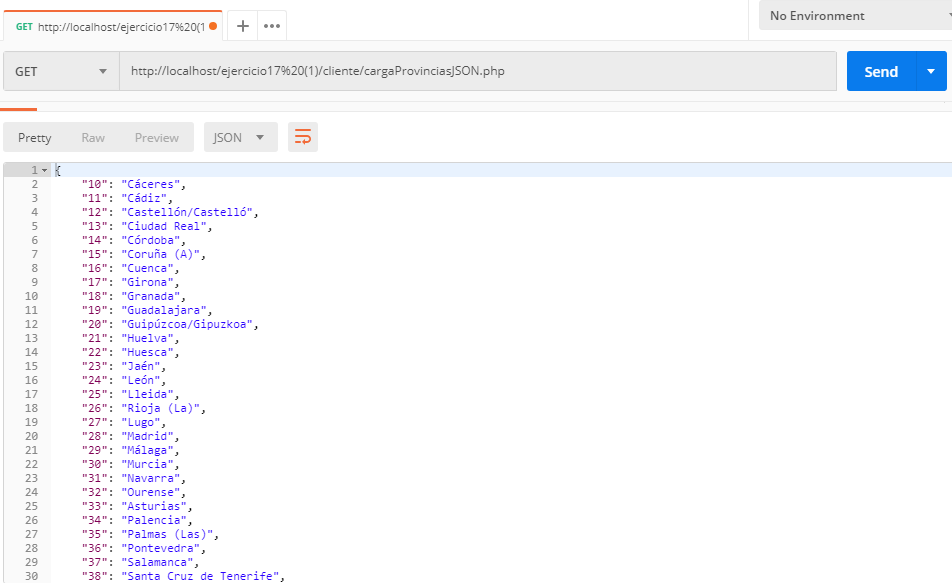 GET http://localhost/ejercicio17%20(1
No Environment
GET http://localhost/ejercicio17%20(1)/cliente/cargaProvinciasJSON.php Send
Pretty Raw Preview JSON
1 {
2 "10": "Cáceres",
3 "11": "Cádiz",
4 "12": "Castellón/Castelló",
5 "13": "Ciudad Real",
6 "14": "Córdoba",
7 "15": "Coruña (A)",
8 "16": "Cuenca",
9 "17": "Girona",
10 "18": "Granada",
11 "19": "Guadalajara",
12 "20": "Guipúzcoa/Gipuzkoa",
13 "21": "Huelva",
14 "22": "Huesca",
15 "23": "Jaén",
16 "24": "León",
17 "25": "Lleida",
18 "26": "Rioja (La)",
19 "27": "Lugo",
20 "28": "Madrid",
21 "29": "Málaga",
22 "30": "Murcia",
23 "31": "Navarra",
24 "32": "Ourense",
25 "33": "Asturias",
26 "34": "Palencia",
27 "35": "Palmas (Las)",
28 "36": "Pontevedra",
29 "37": "Salamanca",
30 "38": "Santa Cruz de Tenerife",